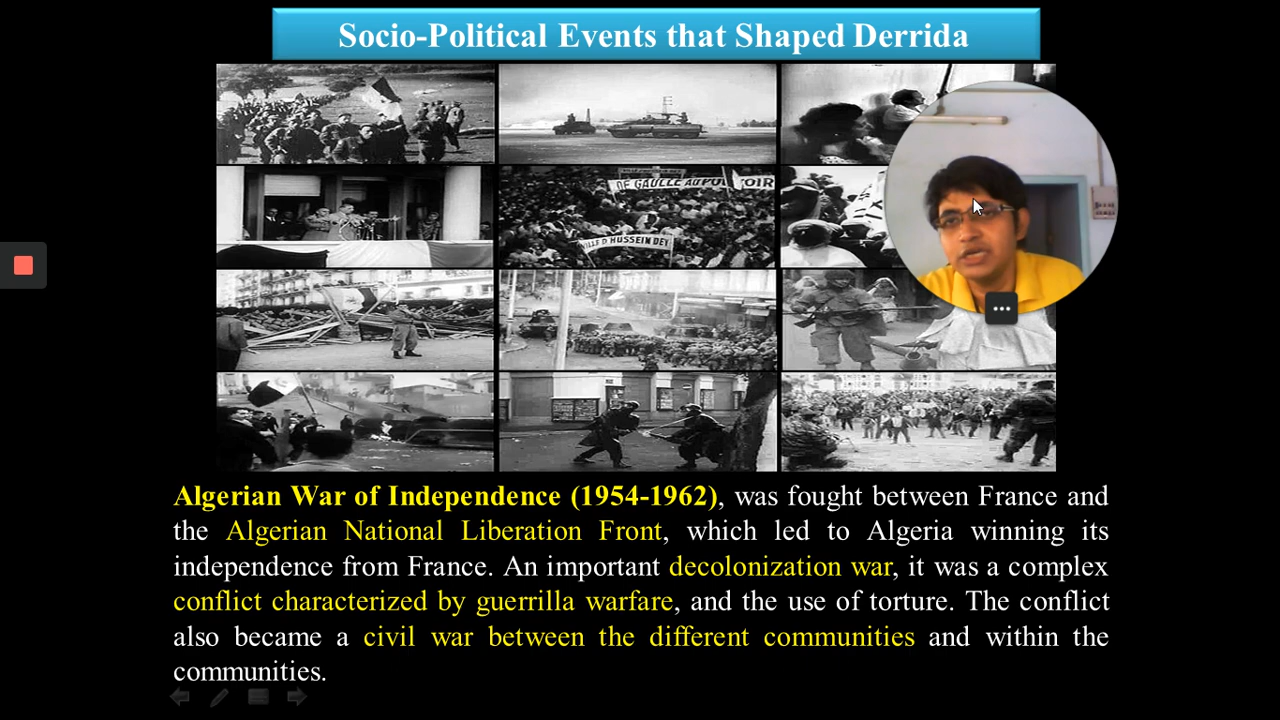 Socio-Political Events that Shaped Derrida
DE GAULLE AU POUVOIR
VILLE D HUSSEIN DEY
Algerian War of Independence (1954-1962), was fought between France and
the Algerian National Liberation Front, which led to Algeria winning its
independence from France. An important decolonization war, it was a complex
conflict characterized by guerrilla warfare, and the use of torture. The conflict
also became a civil war between the different communities and within the
communities.